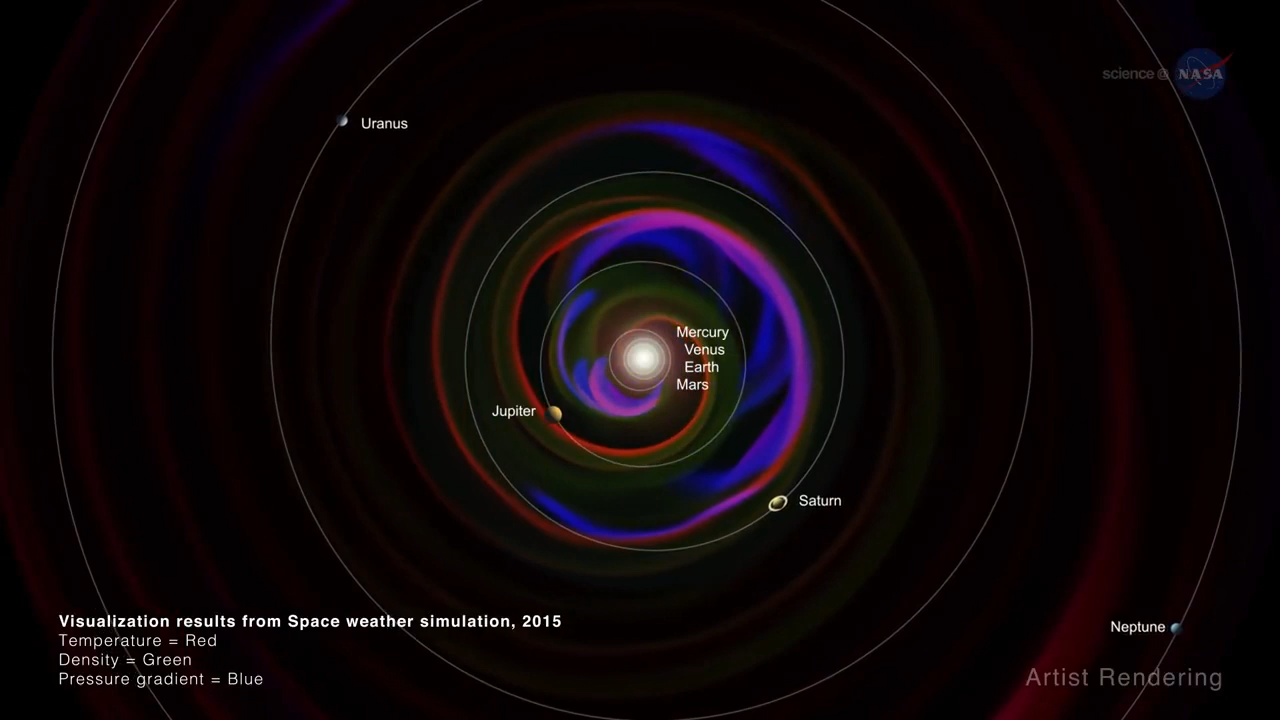 science@ NASA
Uranus
Mercury
Venus
Earth
Mars
Jupiter
Saturn
Visualization results from Space weather simulation, 2015
Temperature = Red
Density = Green
Pressure gradient = Blue
Neptune
Artist Rendering